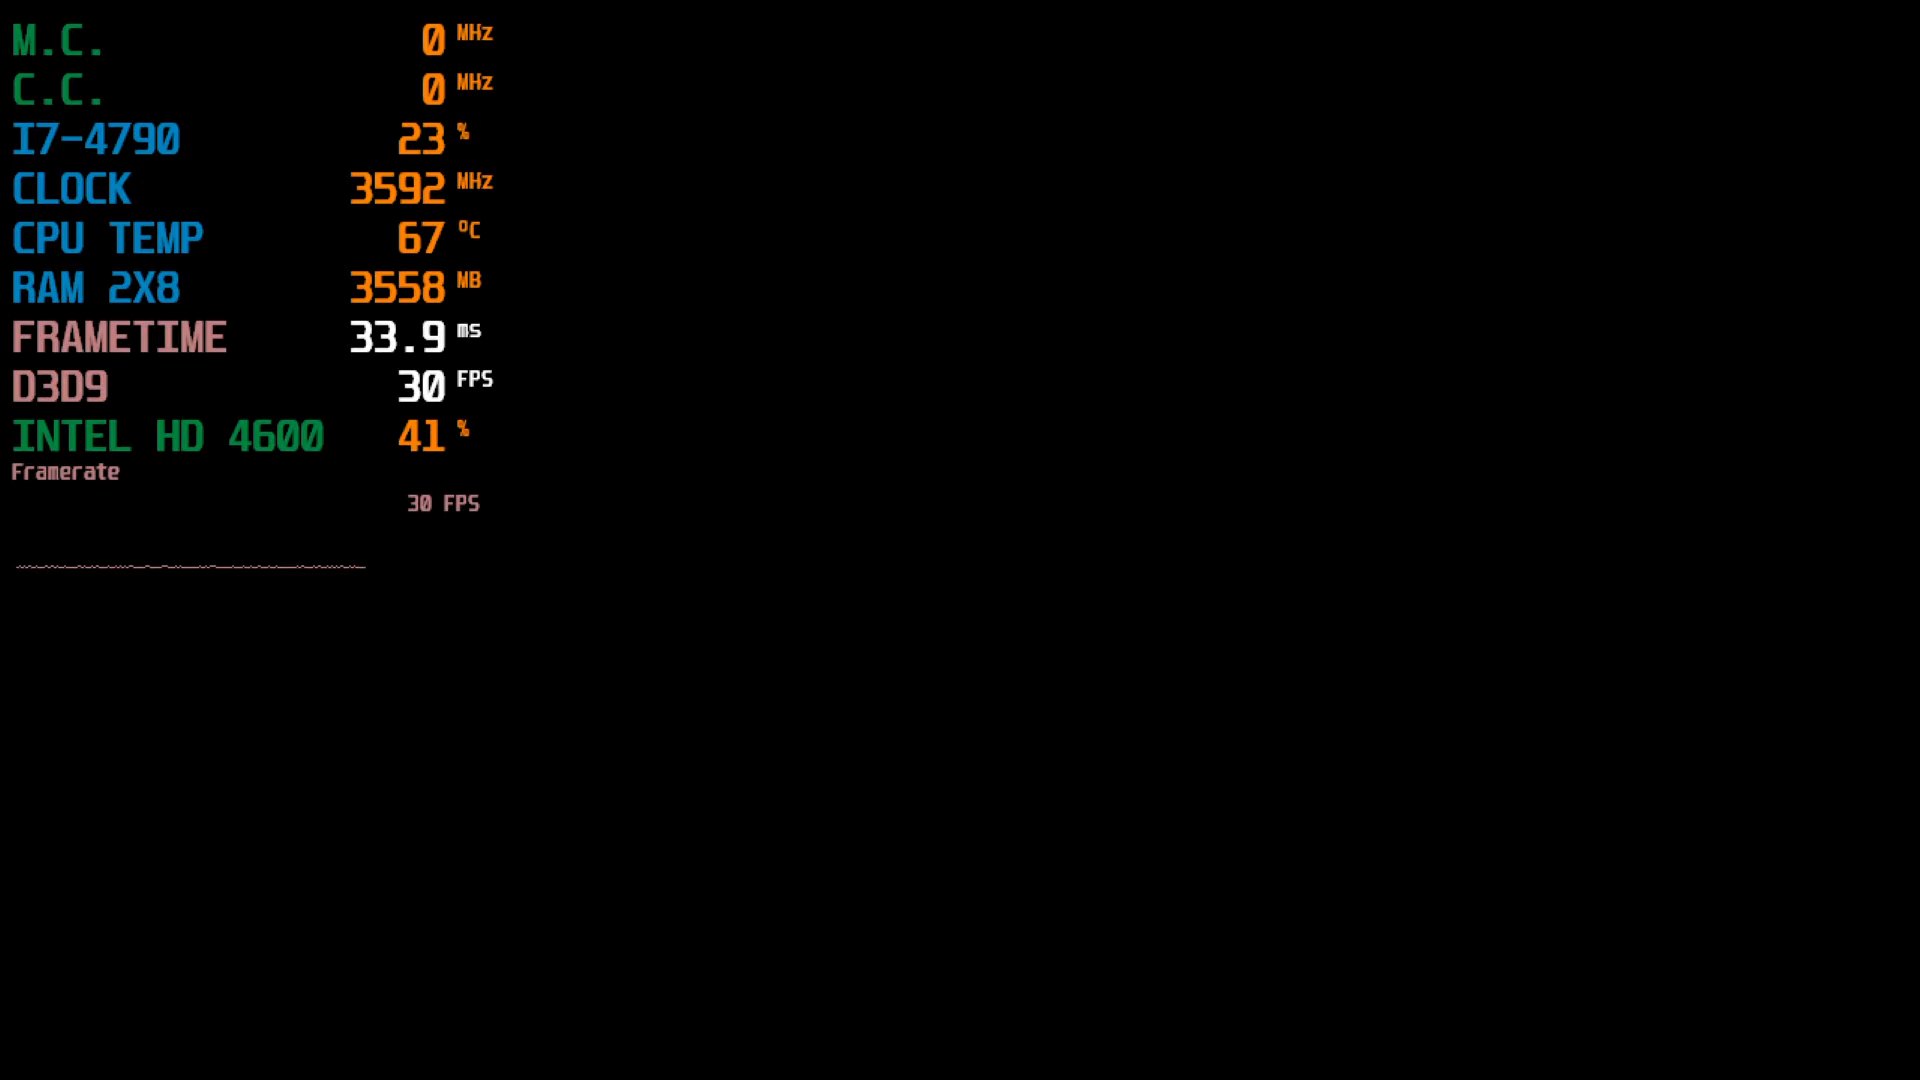 M.C. 0 MHz
C.C. 0 MHz
I7-4790 23 %
CLOCK 3592 MHz
CPU TEMP 67 °C
RAM 2X8 3558 MB
FRAMETIME 33.9 ms
D3D9 30 FPS
INTEL HD 4600 41 %
Framerate
30 FPS